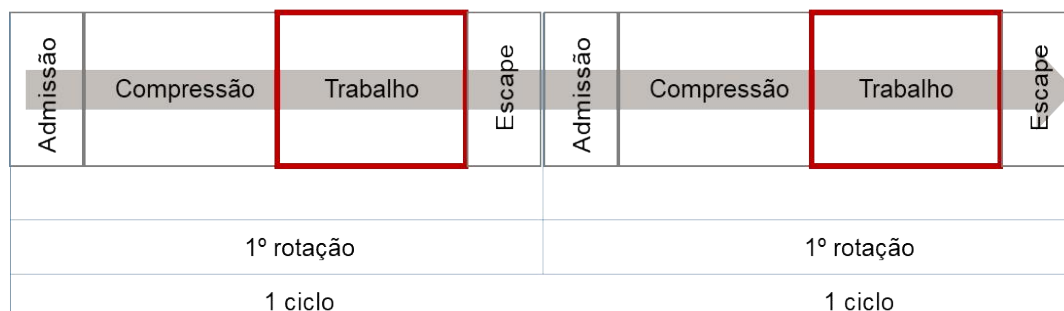 Admissão
Compressão
Trabalho
Escape
Admissão
Compressão
Trabalho
Escape
1º rotação
1º rotação
1 ciclo
1 ciclo